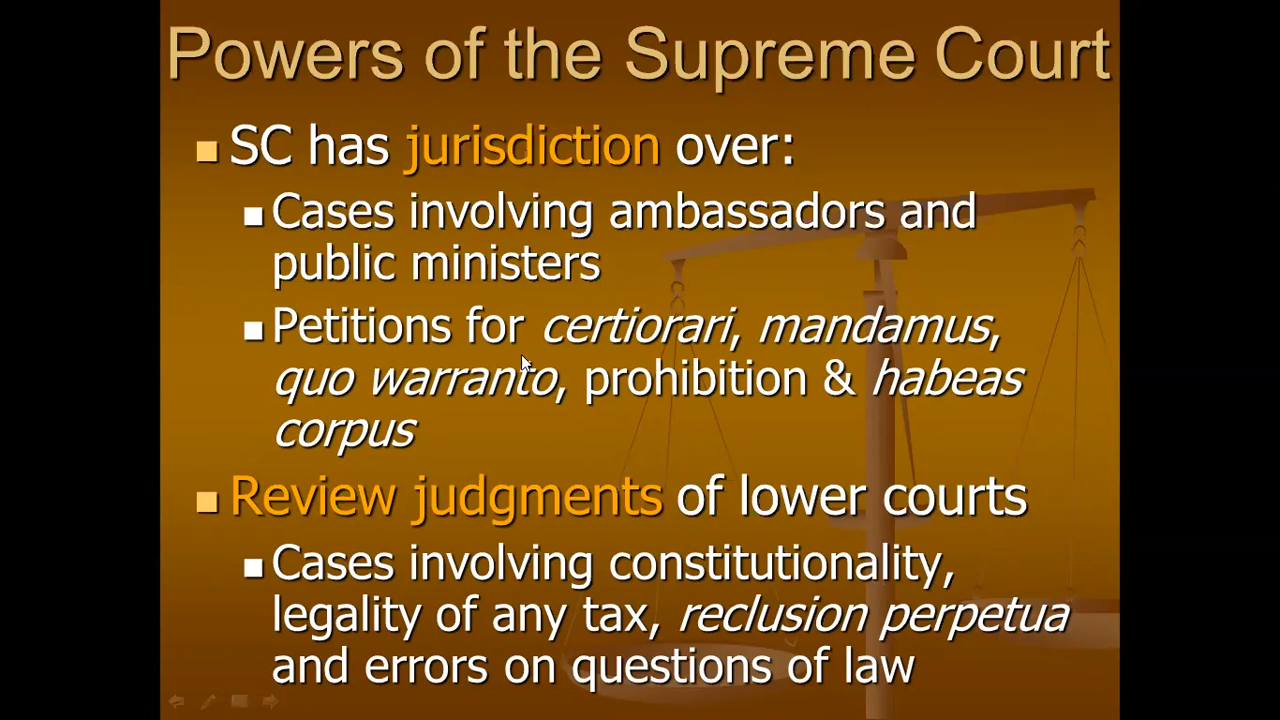 Powers of the Supreme Court
SC has jurisdiction over:
Cases involving ambassadors and
public ministers
Petitions for certiorari, mandamus,
quo warranto, prohibition & habeas
corpus
Review judgments of lower courts
Cases involving constitutionality,
legality of any tax, reclusion perpetua
and errors on questions of law